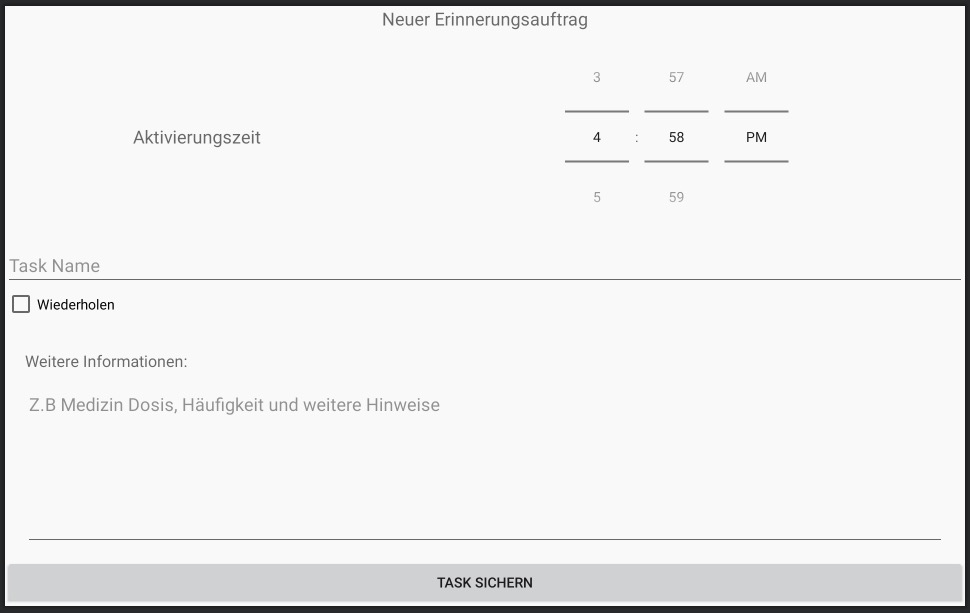 Neuer Erinnerungsauftrag
3 57 AM
Aktivierungszeit 4 : 58 PM
5 59
Task Name
Wiederholen
Weitere Informationen:
Z.B Medizin Dosis, Häufigkeit und weitere Hinweise
TASK SICHERN